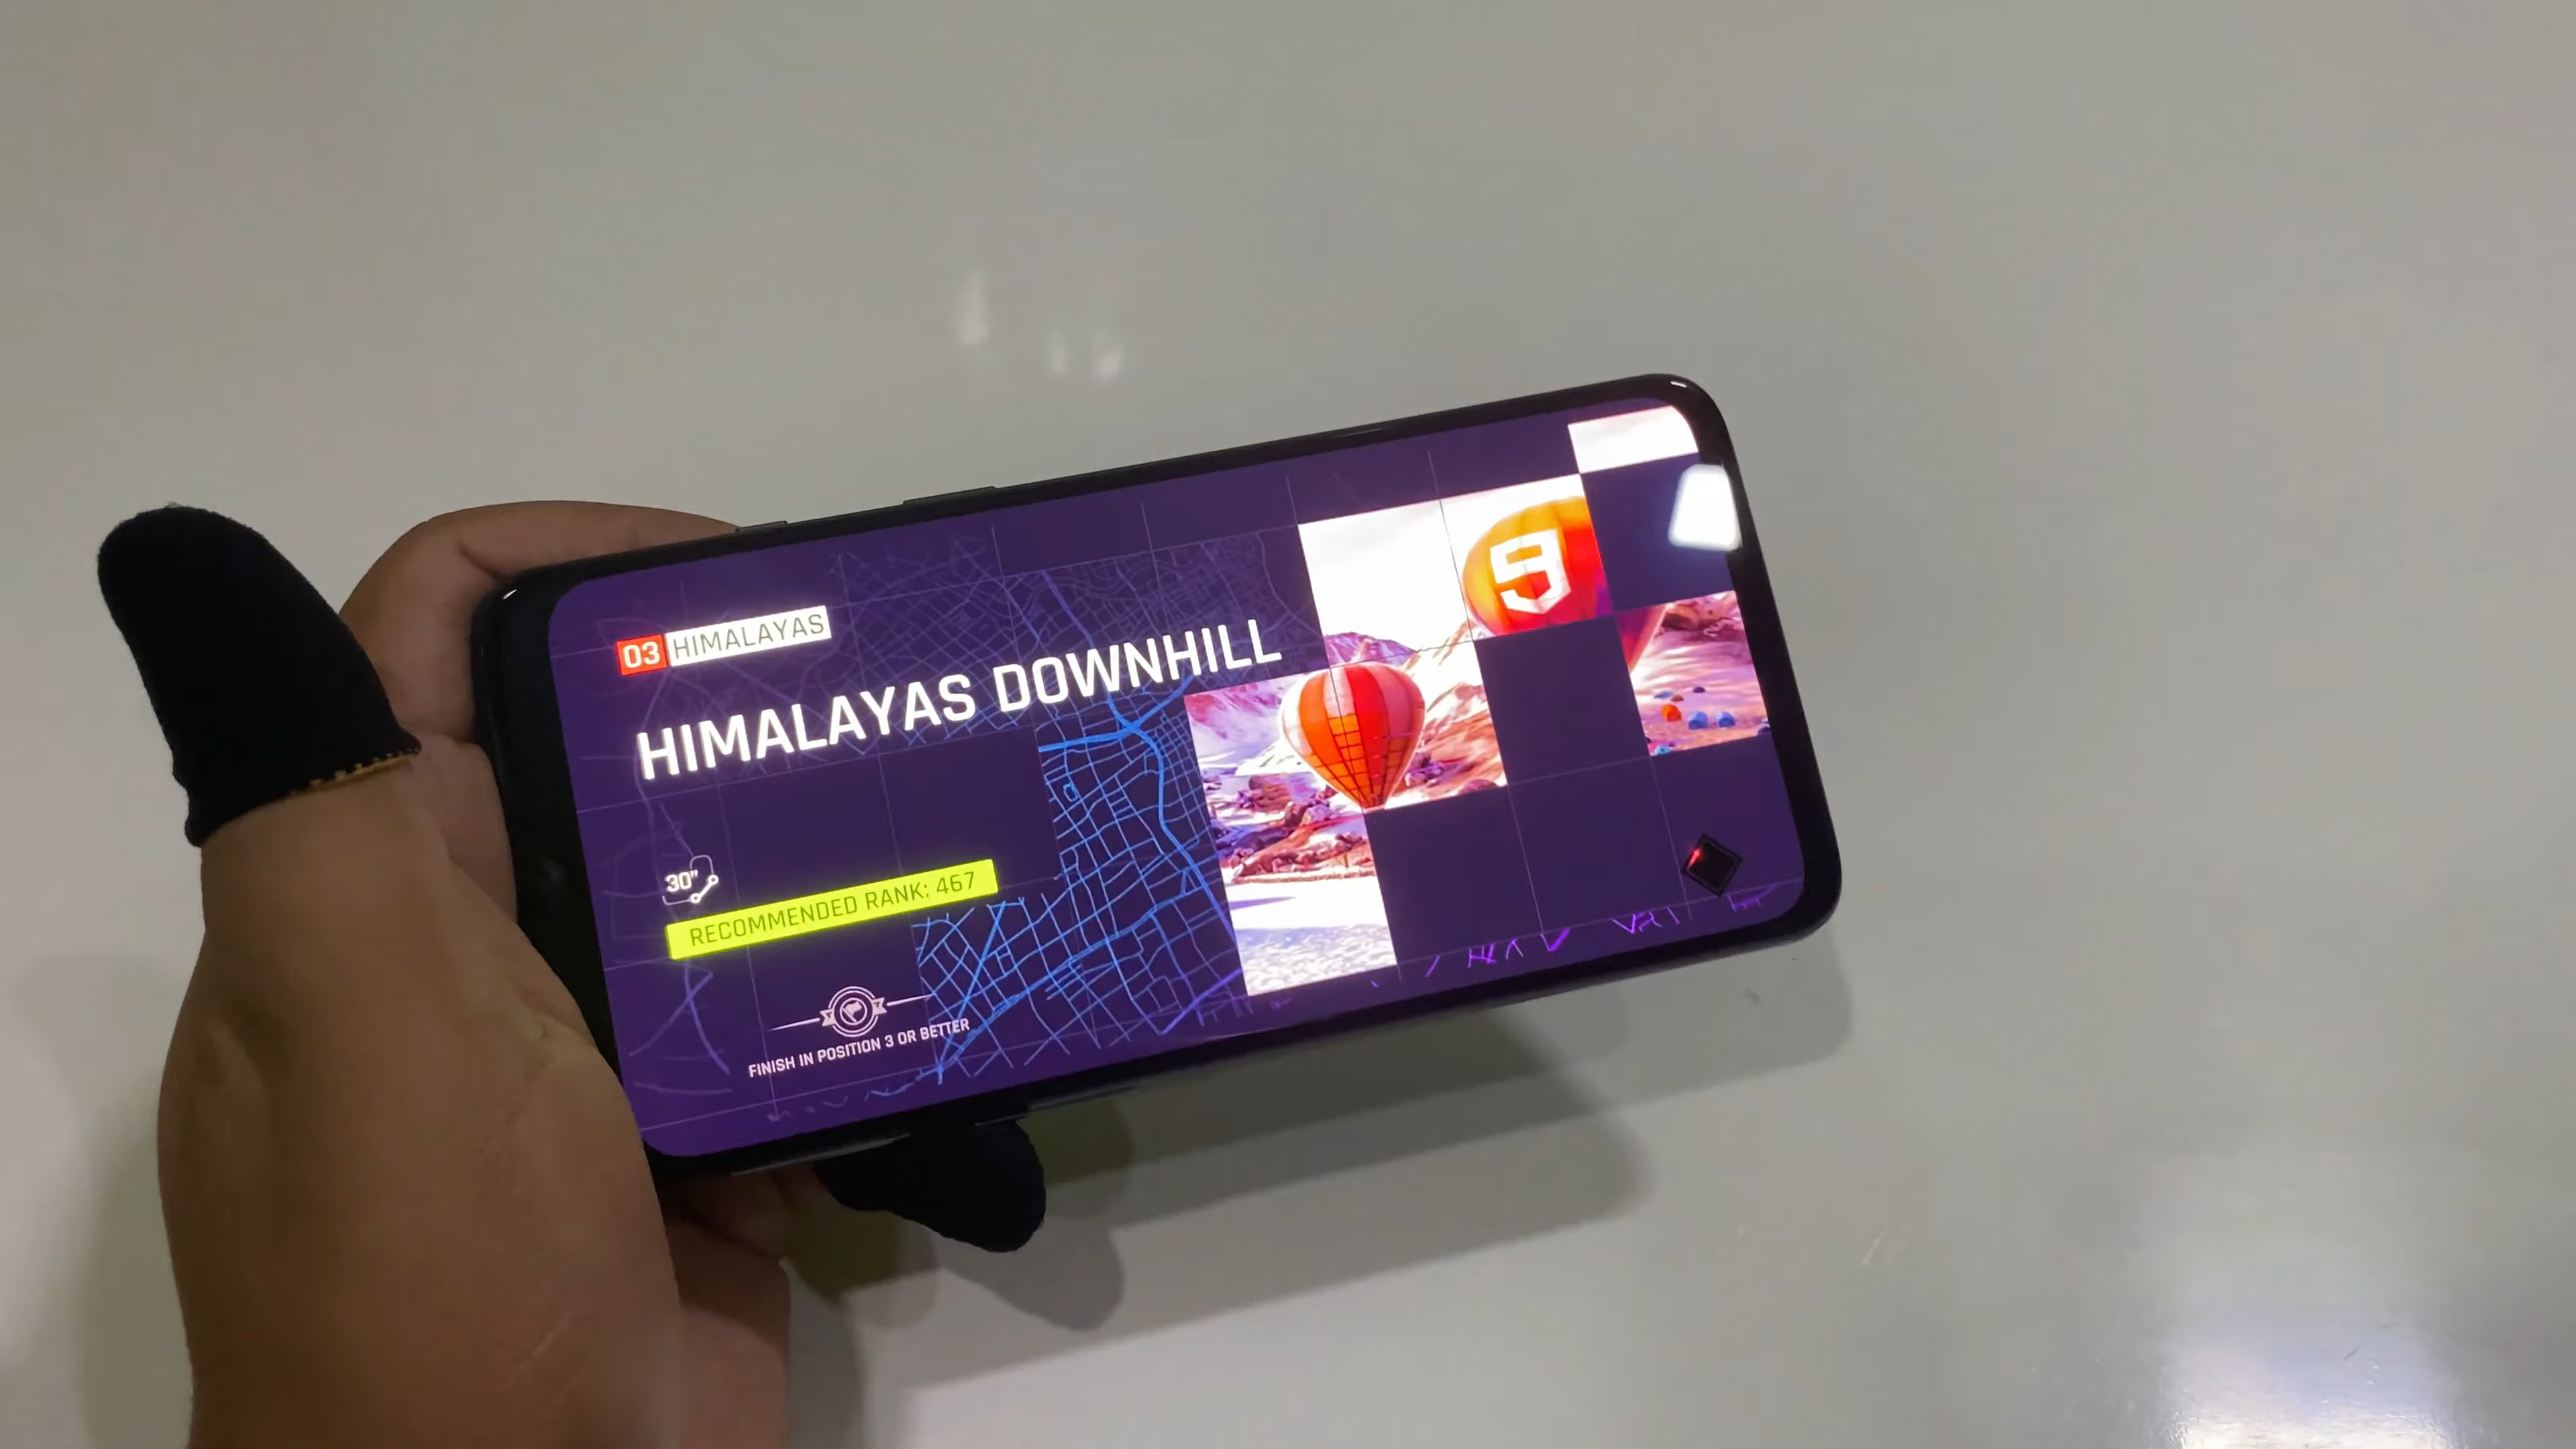 03 HIMALAYAS
HIMALAYAS DOWNHILL
30"
RECOMMENDED RANK: 467
FINISH IN POSITION 3 OR BETTER
9